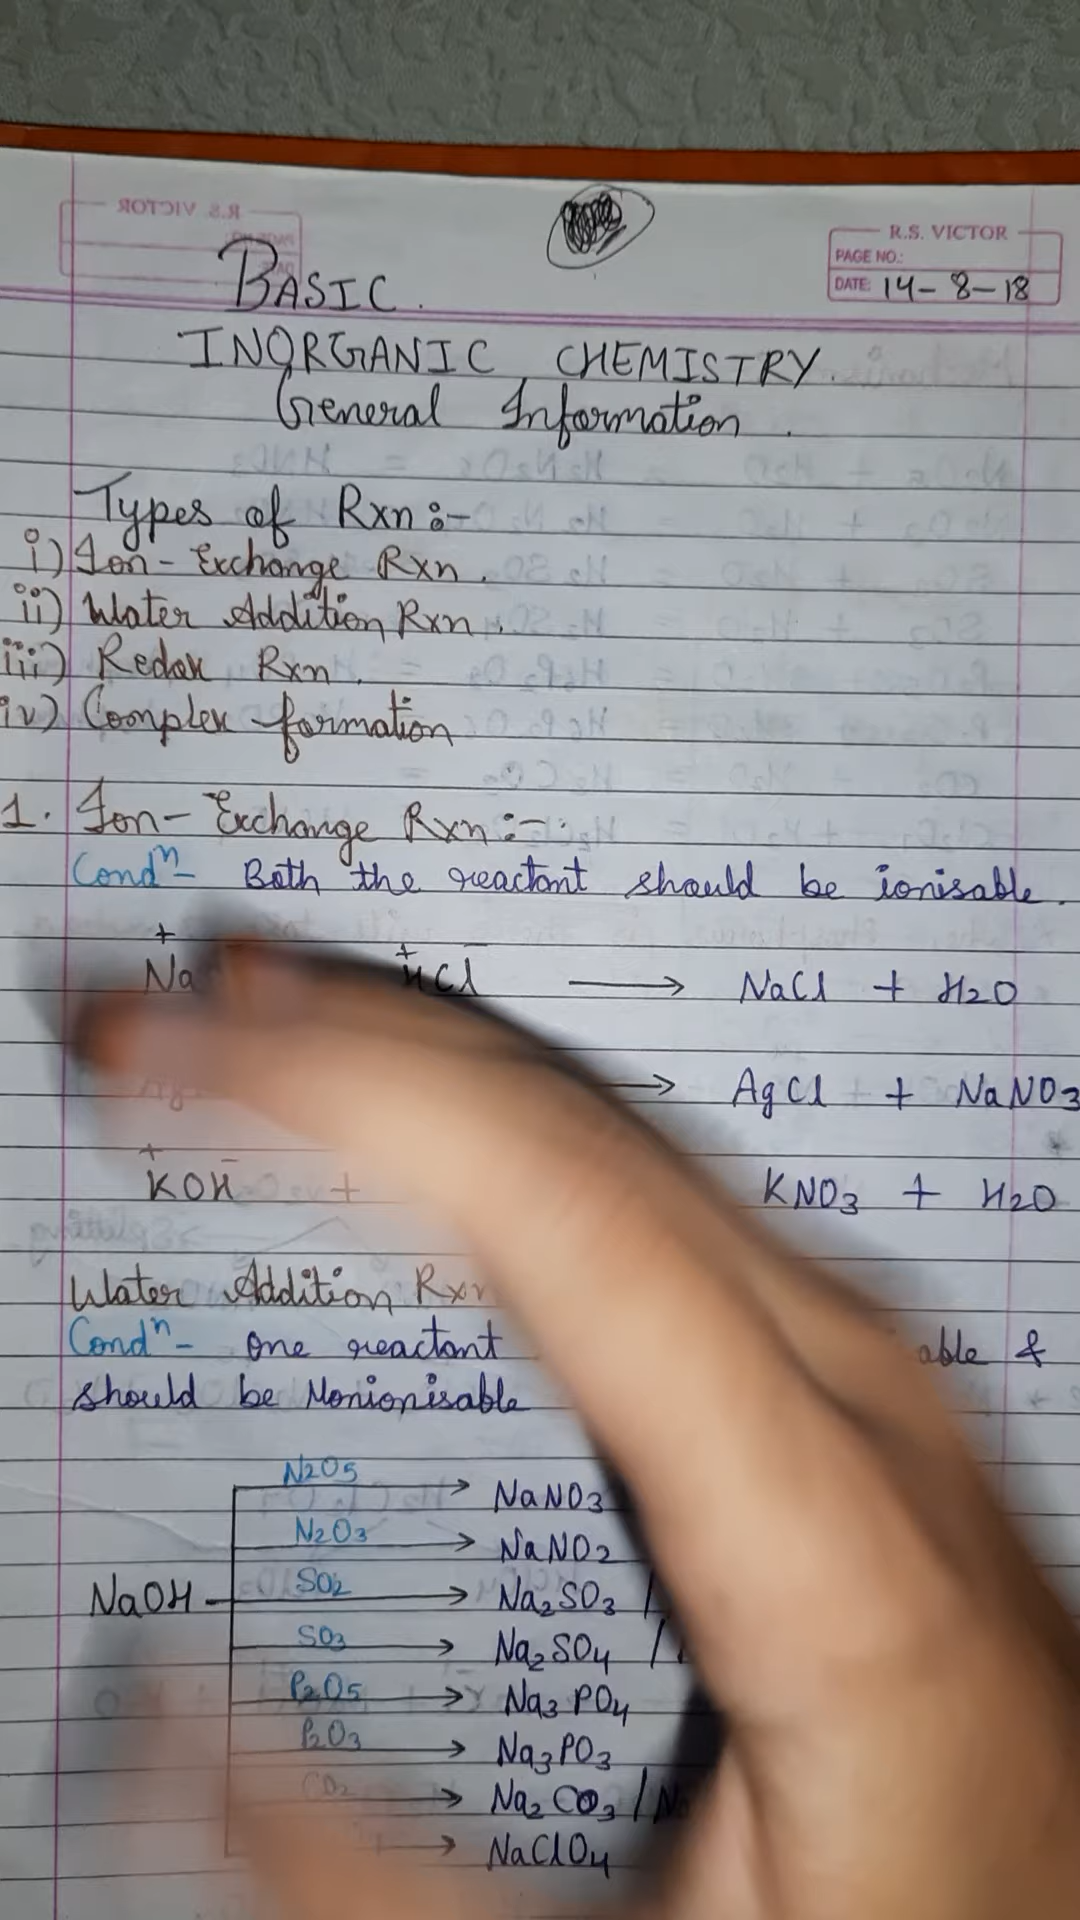 R.S. VICTOR
PAGE NO.:
DATE: 14-8-18
BASIC.
INORGANIC CHEMISTRY.
General Information.
Types of Rxn:-
i) Ion-Exchange Rxn.
ii) Water Addition Rxn.
iii) Redox Rxn.
iv) Complex formation
1. Ion-Exchange Rxn:-
Condⁿ- Both the reactant should be ionisable.
+ + -
Na HCl → NaCl + H2O
→ AgCl + NaNO3
+ -
KOH + KNO3 + H2O
Water Addition Rxn
Condⁿ- One reactant able &
should be Nonionisable
N2O5 → NaNO3
N2O3 → NaNO2
NaOH SO2 → Na2SO3 /
SO3 → Na2SO4 /
P2O5 → Na3PO4
P2O3 → Na3PO3
CO2 → Na2CO3 /
→ NaClO4